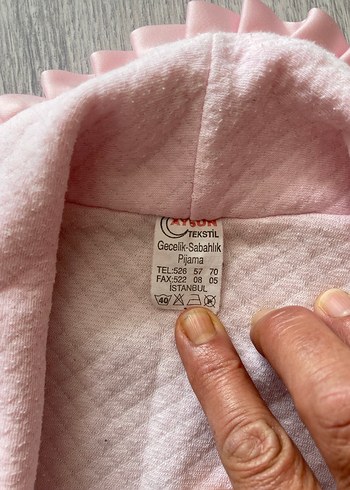 TEKSTİL
Gecelik-Sabahlık
Pijama
TEL:526 57 70
FAX:522 08 05
İSTANBUL
40